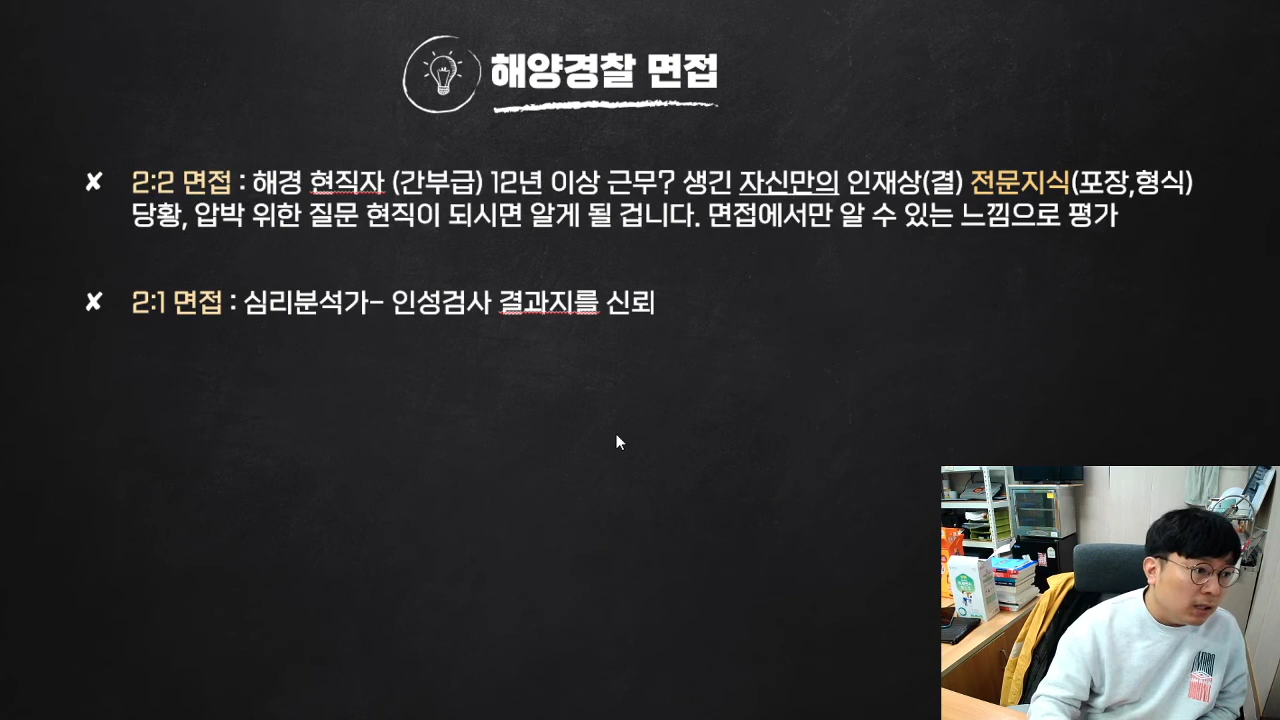 해양경찰 면접
✘ 2:2 면접 : 해경 현직자 (간부급) 12년 이상 근무? 생긴 자신만의 인재상(결) 전문지식(포장,형식)
당황, 압박 위한 질문 현직이 되시면 알게 될 겁니다. 면접에서만 알 수 있는 느낌으로 평가
✘ 2:1 면접 : 심리분석가- 인성검사 결과지를 신뢰